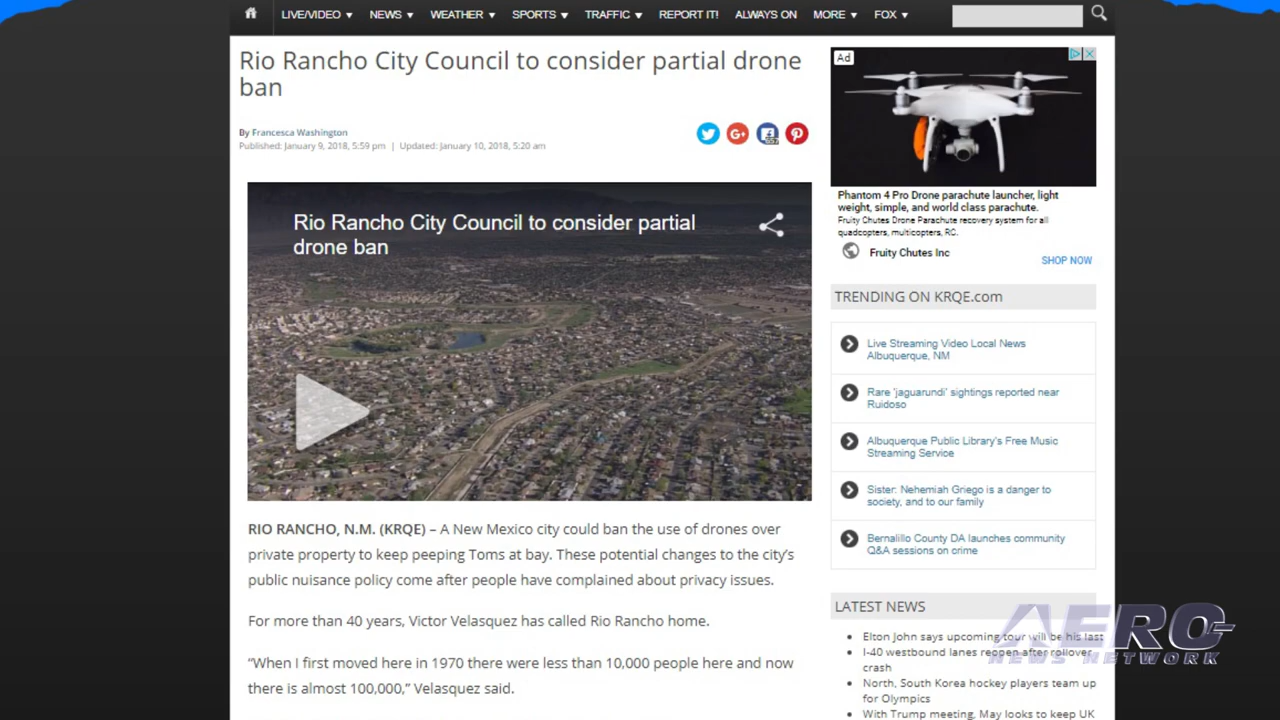 LIVE/VIDEO NEWS WEATHER SPORTS TRAFFIC REPORT IT! ALWAYS ON MORE FOX
Rio Rancho City Council to consider partial drone
ban
By Francesca Washington
Published: January 9, 2018, 5:59 pm | Updated: January 10, 2018, 5:20 am
Rio Rancho City Council to consider partial
drone ban
RIO RANCHO, N.M. (KRQE) – A New Mexico city could ban the use of drones over
private property to keep peeping Toms at bay. These potential changes to the city's
public nuisance policy come after people have complained about privacy issues.
For more than 40 years, Victor Velasquez has called Rio Rancho home.
"When I first moved here in 1970 there were less than 10,000 people here and now
there is almost 100,000," Velasquez said.
Ad
Phantom 4 Pro Drone parachute launcher, light
weight, simple, and world class parachute.
Fruity Chutes Drone Parachute recovery system for all
quadcopters, multicopters, RC.
Fruity Chutes Inc
SHOP NOW
TRENDING ON KRQE.com
Live Streaming Video Local News
Albuquerque, NM
Rare 'jaguarundi' sightings reported near
Ruidoso
Albuquerque Public Library's Free Music
Streaming Service
Sister: Nehemiah Griego is a danger to
society, and to our family
Bernalillo County DA launches community
Q&A sessions on crime
LATEST NEWS
Elton John says upcoming tour will be his last
I-40 westbound lanes reopen after rollover
crash
North, South Korea hockey players team up
for Olympics
With Trump meeting, May looks to keep UK
AERO
NEWS NETWORK